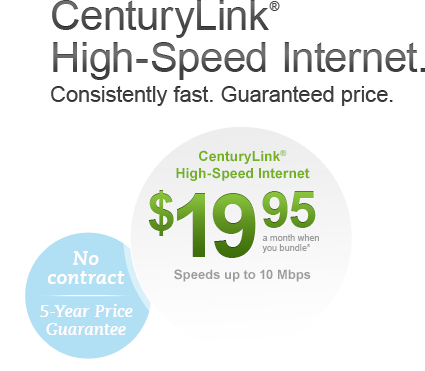 CenturyLink®
High-Speed Internet.
Consistently fast. Guaranteed price.
CenturyLink®
High-Speed Internet
$19 95
a month when
you bundle*
Speeds up to 10 Mbps
No
contract
5-Year Price
Guarantee